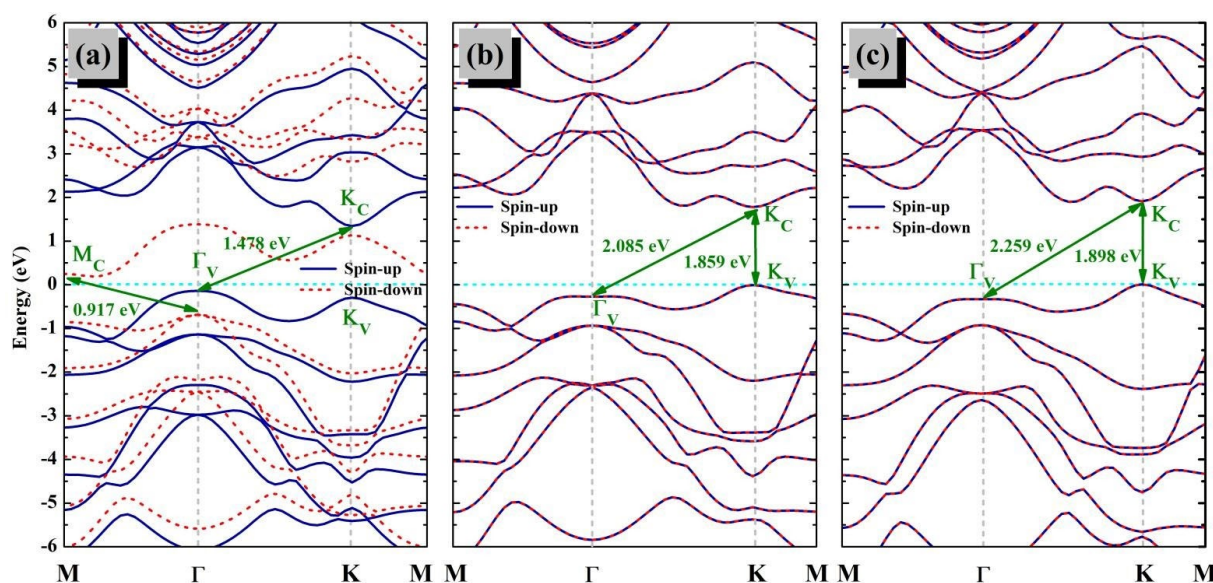 6
5
4
3
2
1
0
-1
-2
-3
-4
-5
-6
Energy (eV)
(a)
K_C
1.478 eV
M_C
Γ_V
Spin-up
Spin-down
0.917 eV
K_V
M
Γ
K
M
(b)
Spin-up
Spin-down
K_C
2.085 eV
1.859 eV
K_V
Γ_V
M
Γ
K
M
(c)
Spin-up
Spin-down
K_C
2.259 eV
1.898 eV
Γ_V
K_V
M
Γ
K
M